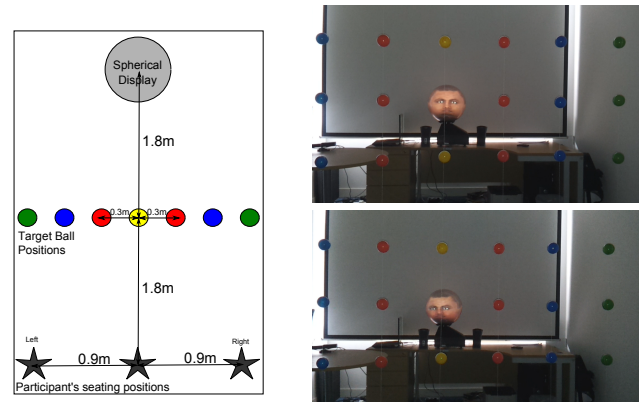 Spherical
Display
1.8m
0.3m 0.3m
Target Ball
Positions
1.8m
Left
Right
0.9m
0.9m
Participant's seating positions